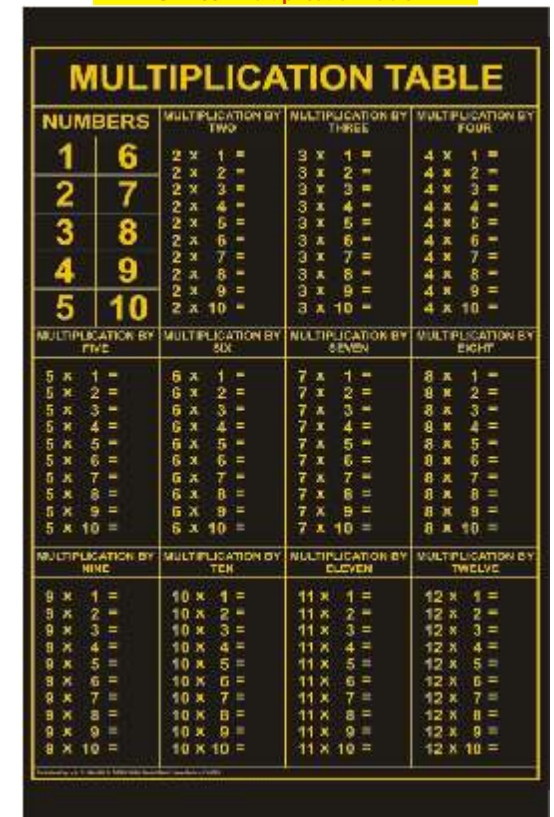 MULTIPLICATION TABLE
NUMBERS
1 6
2 7
3 8
4 9
5 10
MULTIPLICATION BY
TWO
2 x 1 =
2 x 2 =
2 x 3 =
2 x 4 =
2 x 5 =
2 x 6 =
2 x 7 =
2 x 8 =
2 x 9 =
2 x 10 =
MULTIPLICATION BY
THREE
3 x 1 =
3 x 2 =
3 x 3 =
3 x 4 =
3 x 5 =
3 x 6 =
3 x 7 =
3 x 8 =
3 x 9 =
3 x 10 =
MULTIPLICATION BY
FOUR
4 x 1 =
4 x 2 =
4 x 3 =
4 x 4 =
4 x 5 =
4 x 6 =
4 x 7 =
4 x 8 =
4 x 9 =
4 x 10 =
MULTIPLICATION BY
FIVE
5 x 1 =
5 x 2 =
5 x 3 =
5 x 4 =
5 x 5 =
5 x 6 =
5 x 7 =
5 x 8 =
5 x 9 =
5 x 10 =
MULTIPLICATION BY
SIX
6 x 1 =
6 x 2 =
6 x 3 =
6 x 4 =
6 x 5 =
6 x 6 =
6 x 7 =
6 x 8 =
6 x 9 =
6 x 10 =
MULTIPLICATION BY
SEVEN
7 x 1 =
7 x 2 =
7 x 3 =
7 x 4 =
7 x 5 =
7 x 6 =
7 x 7 =
7 x 8 =
7 x 9 =
7 x 10 =
MULTIPLICATION BY
EIGHT
8 x 1 =
8 x 2 =
8 x 3 =
8 x 4 =
8 x 5 =
8 x 6 =
8 x 7 =
8 x 8 =
8 x 9 =
8 x 10 =
MULTIPLICATION BY
NINE
9 x 1 =
9 x 2 =
9 x 3 =
9 x 4 =
9 x 5 =
9 x 6 =
9 x 7 =
9 x 8 =
9 x 9 =
9 x 10 =
MULTIPLICATION BY
TEN
10 x 1 =
10 x 2 =
10 x 3 =
10 x 4 =
10 x 5 =
10 x 6 =
10 x 7 =
10 x 8 =
10 x 9 =
10 x 10 =
MULTIPLICATION BY
ELEVEN
11 x 1 =
11 x 2 =
11 x 3 =
11 x 4 =
11 x 5 =
11 x 6 =
11 x 7 =
11 x 8 =
11 x 9 =
11 x 10 =
MULTIPLICATION BY
TWELVE
12 x 1 =
12 x 2 =
12 x 3 =
12 x 4 =
12 x 5 =
12 x 6 =
12 x 7 =
12 x 8 =
12 x 9 =
12 x 10 =